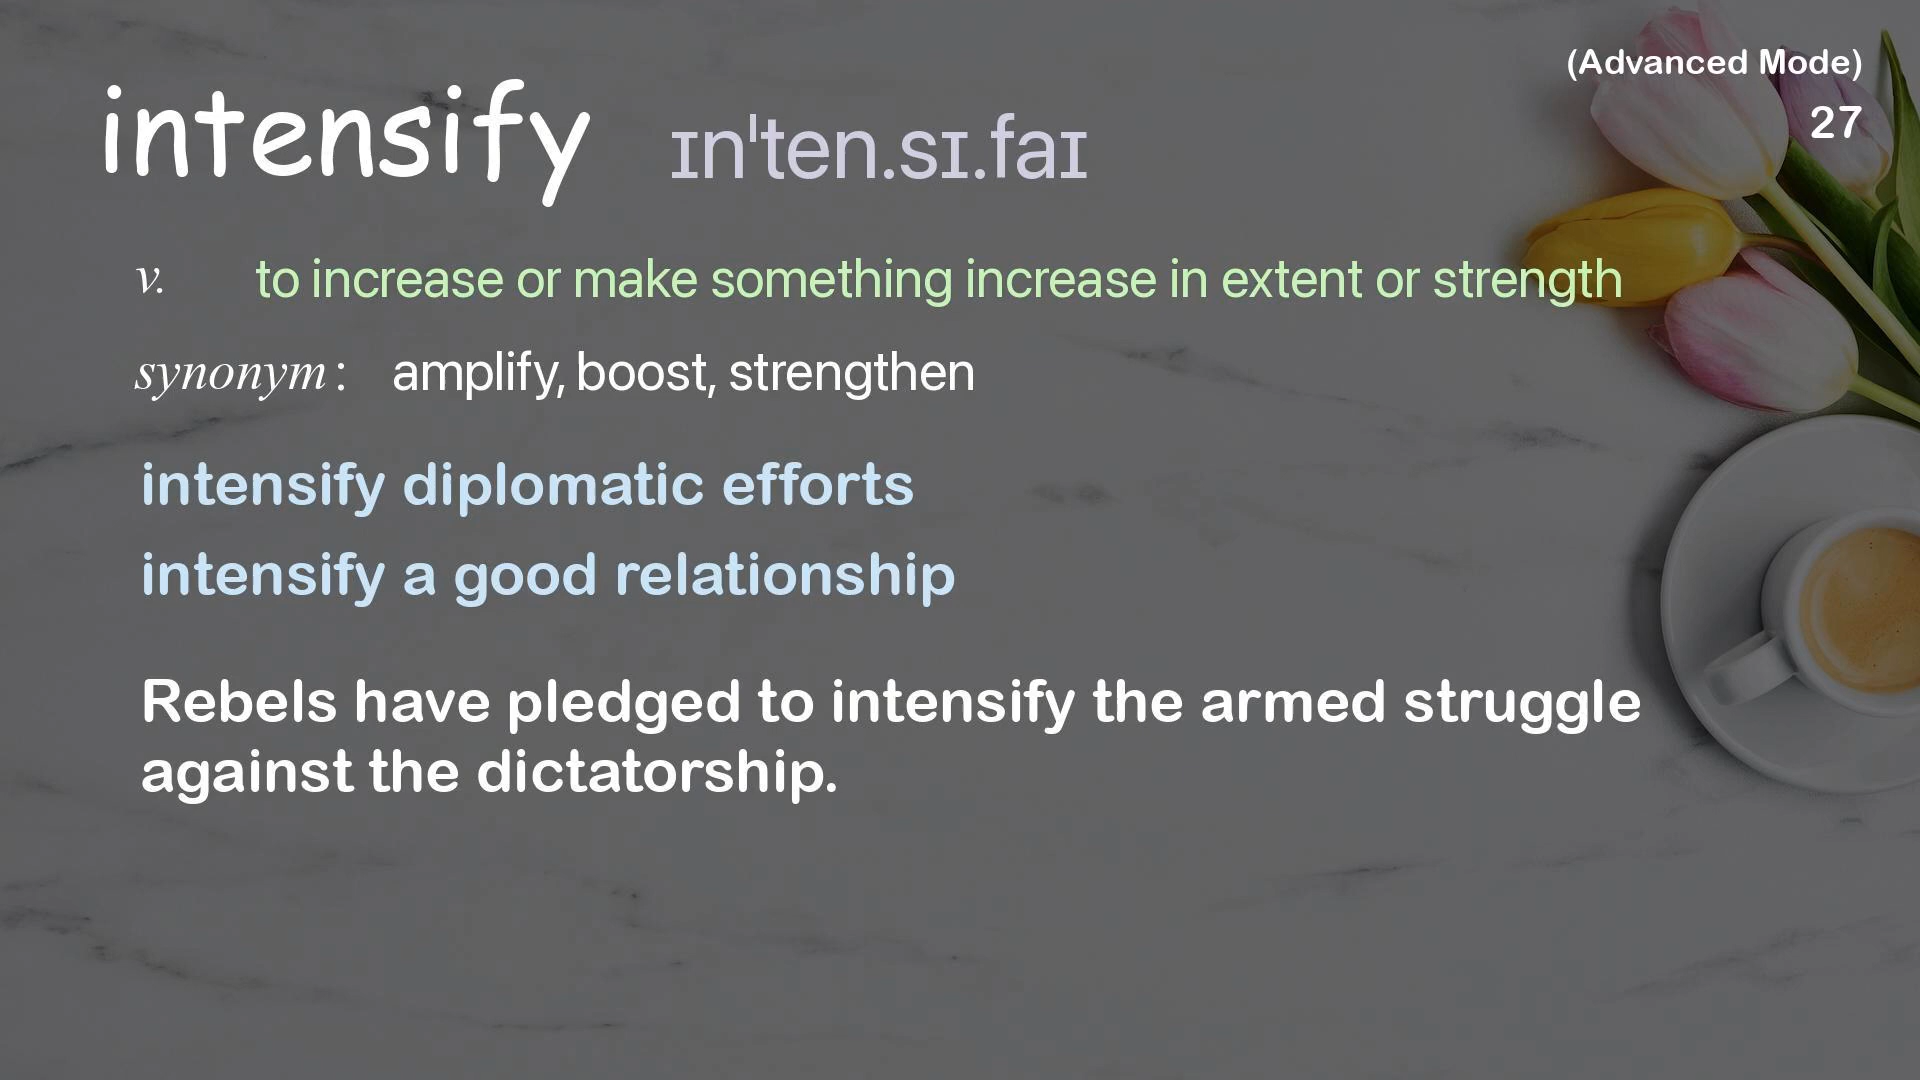 (Advanced Mode)
27
intensify ɪnˈten.sɪ.faɪ
v. to increase or make something increase in extent or strength
synonym : amplify, boost, strengthen
intensify diplomatic efforts
intensify a good relationship
Rebels have pledged to intensify the armed struggle
against the dictatorship.